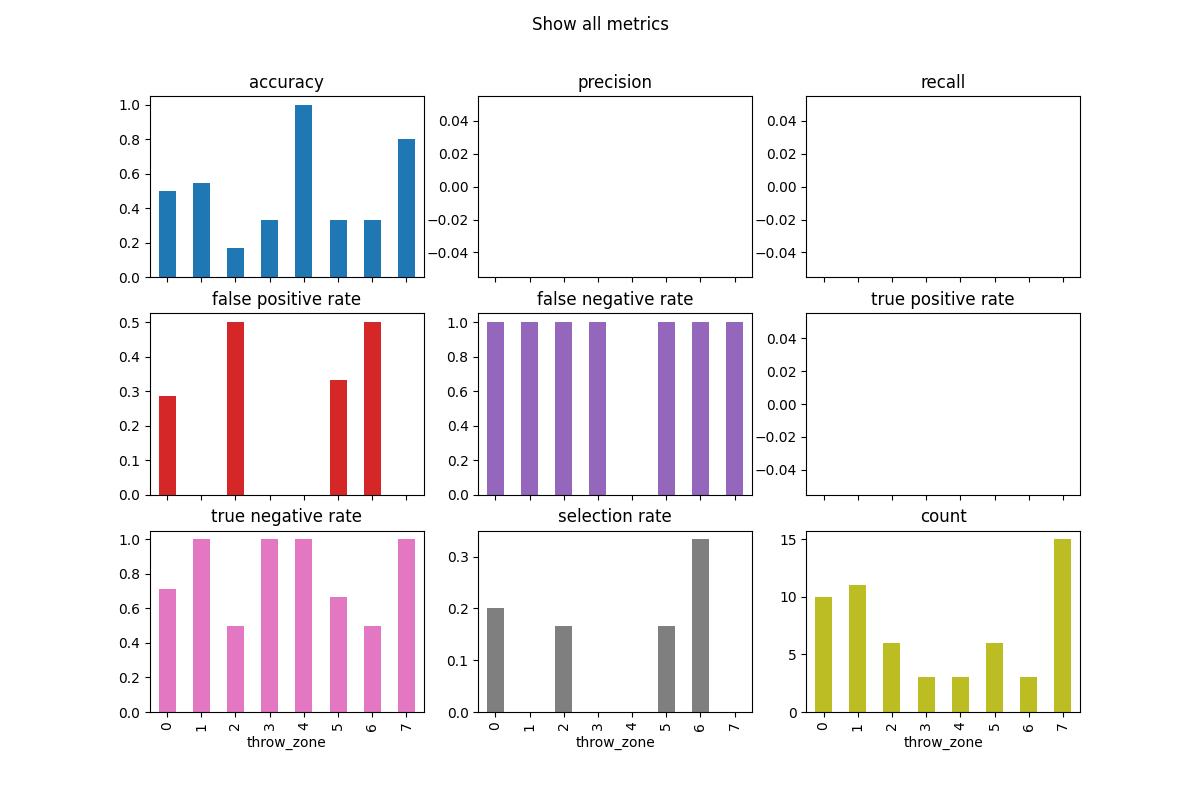 Show all metrics
accuracy
precision
recall
1.0
0.8
0.6
0.4
0.2
0.0
0.04
0.02
0.00
−0.02
−0.04
0.04
0.02
0.00
−0.02
−0.04
false positive rate
false negative rate
true positive rate
0.5
0.4
0.3
0.2
0.1
0.0
1.0
0.8
0.6
0.4
0.2
0.0
0.04
0.02
0.00
−0.02
−0.04
true negative rate
selection rate
count
1.0
0.8
0.6
0.4
0.2
0.0
0 1 2 3 4 5 6 7
throw_zone
0.3
0.2
0.1
0.0
0 1 2 3 4 5 6 7
throw_zone
15
10
5
0
0 1 2 3 4 5 6 7
throw_zone